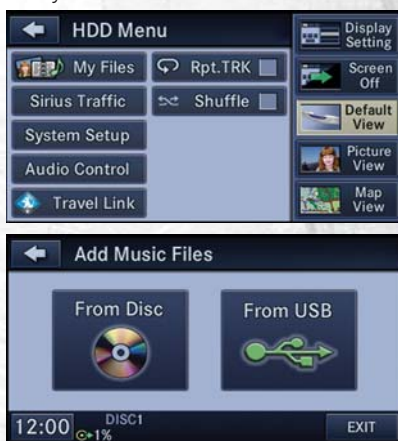 HDD Menu
My Files
Rpt.TRK
Sirius Traffic
Shuffle
System Setup
Audio Control
Travel Link
Display
Setting
Screen
Off
Default
View
Picture
View
Map
View
Add Music Files
From Disc
From USB
12:00
DISC1
1%
EXIT